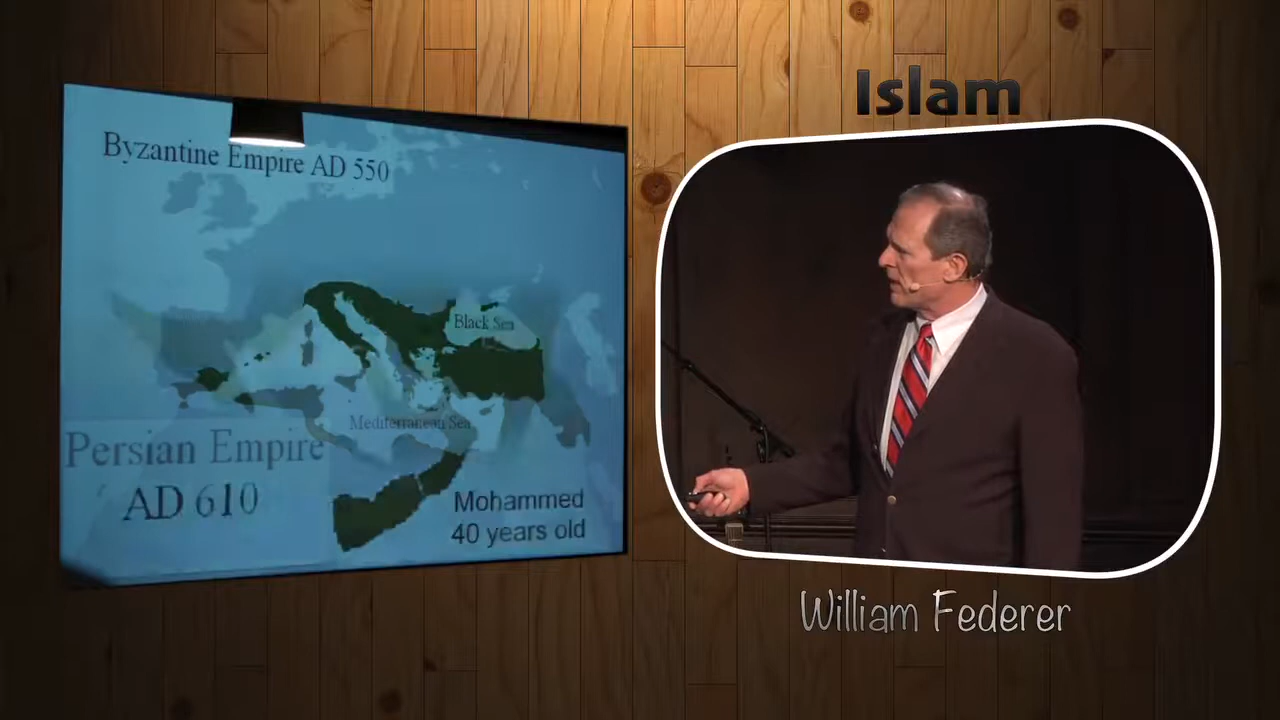 Islam
Byzantine Empire AD 550
Black Sea
Mediterranean Sea
Persian Empire
AD 610
Mohammed
40 years old
William Federer